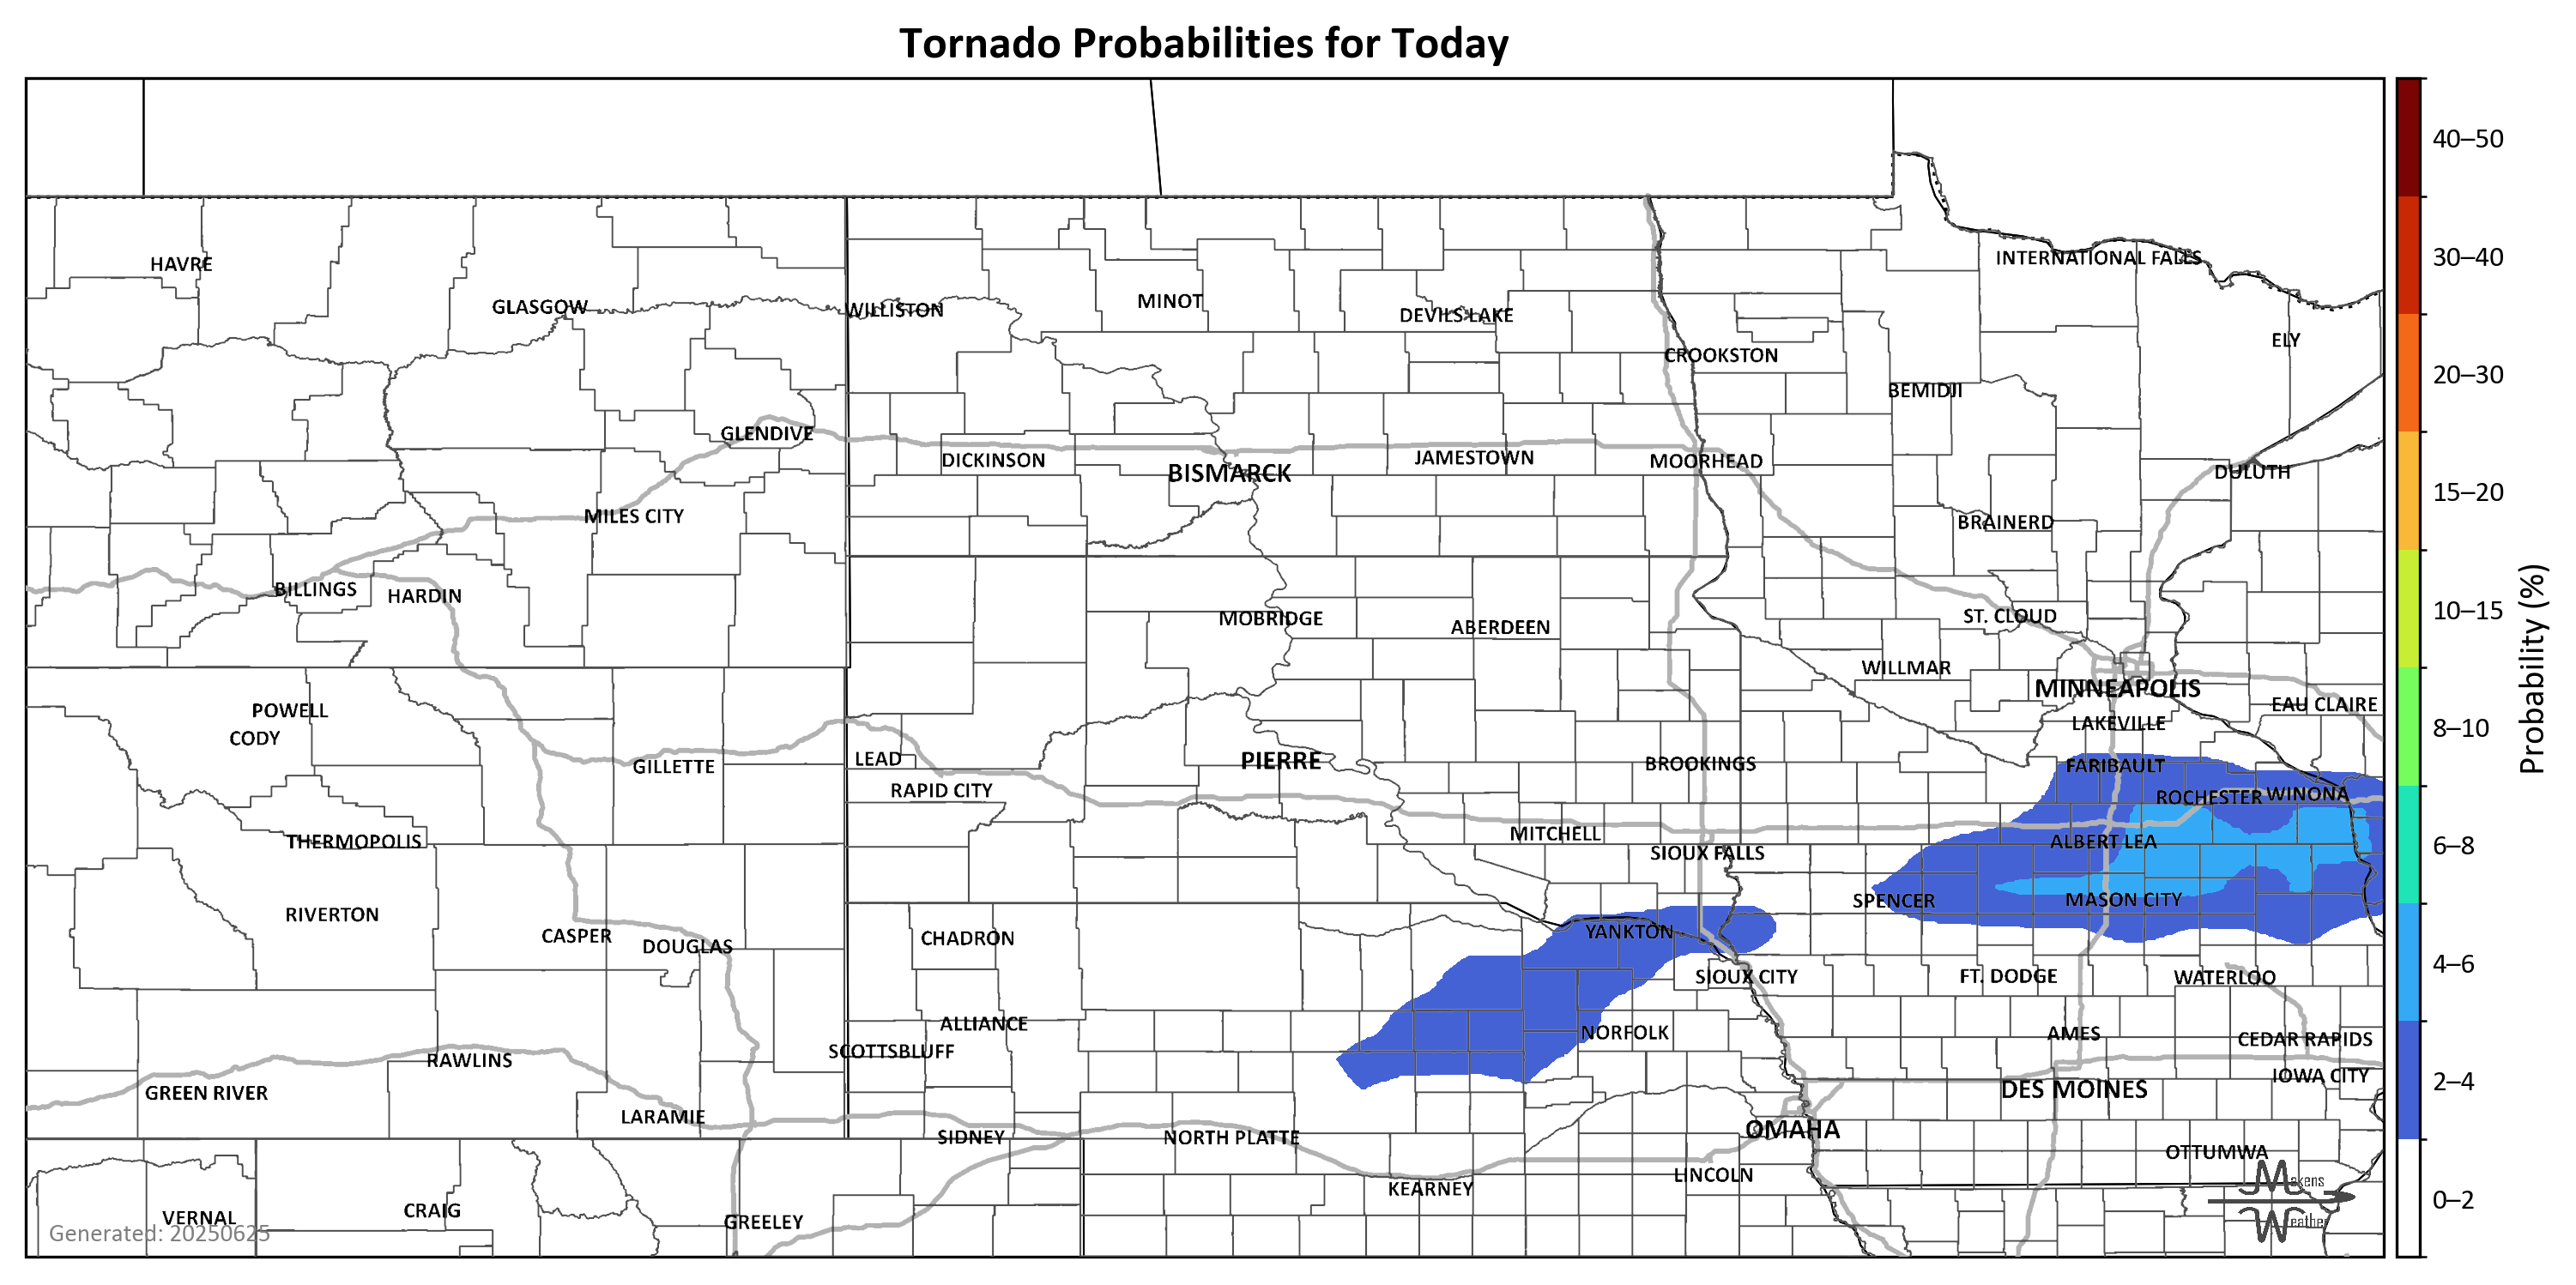 Tornado Probabilities for Today
HAVRE
INTERNATIONAL FALLS
GLASGOW
WILLISTON
MINOT
DEVILS LAKE
ELY
CROOKSTON
BEMIDJI
GLENDIVE
DICKINSON
BISMARCK
JAMESTOWN
MOORHEAD
DULUTH
MILES CITY
BRAINERD
BILLINGS
HARDIN
MOBRIDGE
ABERDEEN
ST. CLOUD
WILLMAR
MINNEAPOLIS
POWELL
EAU CLAIRE
CODY
LAKEVILLE
GILLETTE
LEAD
PIERRE
BROOKINGS
FARIBAULT
RAPID CITY
ROCHESTER
WINONA
THERMOPOLIS
MITCHELL
ALBERT LEA
SIOUX FALLS
RIVERTON
SPENCER
MASON CITY
CASPER
DOUGLAS
CHADRON
YANKTON
SIOUX CITY
FT. DODGE
WATERLOO
ALLIANCE
NORFOLK
AMES
CEDAR RAPIDS
SCOTTSBLUFF
RAWLINS
GREEN RIVER
DES MOINES
IOWA CITY
LARAMIE
SIDNEY
NORTH PLATTE
OMAHA
OTTUMWA
LINCOLN
KEARNEY
VERNAL
CRAIG
GREELEY
Generated: 20250625
Makens
Weather
40–50
30–40
20–30
15–20
10–15
8–10
6–8
4–6
2–4
0–2
Probability (%)